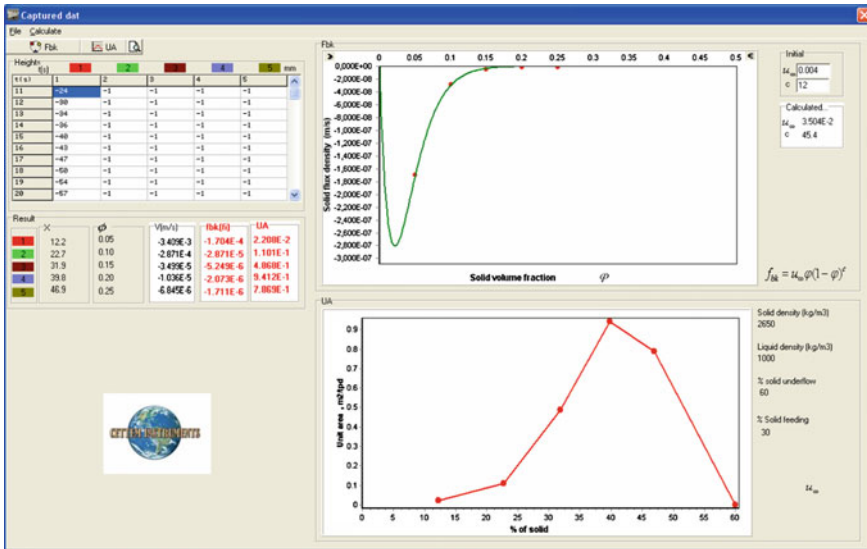 Captured dat
File Calculate
Fbk UA
Heights
t(s) 1 2 3 4 5 mm
t(s) 1 2 3 4 5
11 -24 -1 -1 -1 -1
12 -30 -1 -1 -1 -1
13 -34 -1 -1 -1 -1
14 -36 -1 -1 -1 -1
15 -40 -1 -1 -1 -1
16 -43 -1 -1 -1 -1
17 -47 -1 -1 -1 -1
18 -50 -1 -1 -1 -1
19 -54 -1 -1 -1 -1
20 -57 -1 -1 -1 -1
Result
X ϕ V(m/s) fbk(fi) UA
1 12.2 0.05 -3.409E-3 -1.704E-4 2.208E-2
2 22.7 0.10 -2.871E-4 -2.871E-5 1.101E-1
3 31.9 0.15 -3.499E-5 -5.249E-6 4.868E-1
4 39.8 0.20 -1.036E-5 -2.073E-6 9.412E-1
5 46.9 0.25 -6.845E-6 -1.711E-6 7.869E-1
CETTEM INSTRUMENTS
Fbk
0 0.05 0.1 0.15 0.2 0.25 0.3 0.35 0.4 0.45 0.5
0,000E+00
-2,000E-08
-4,000E-07
-6,000E-07
-8,000E-07
-1,000E-07
-1,200E-07
-1,400E-07
-1,600E-07
-1,800E-07
-2,000E-07
-2,200E-07
-2,400E-07
-2,600E-07
-2,800E-07
-3,000E-07
Solid flux density (m/s)
Solid volume fraction φ
Initial
u∞ 0.004
c 12
Calculated...
u∞ 3.504E-2
c 45.4
f_bk = u∞φ(1 − φ)^c
UA
0.9
0.8
0.7
0.6
0.5
0.4
0.3
0.2
0.1
0
Unit area , m2/tpd
0 5 10 15 20 25 30 35 40 45 50 55 60
% of solid
Solid density (kg/m3)
2650
Liquid density (kg/m3)
1000
% solid underflow
60
% Solid feeding
30
u∞